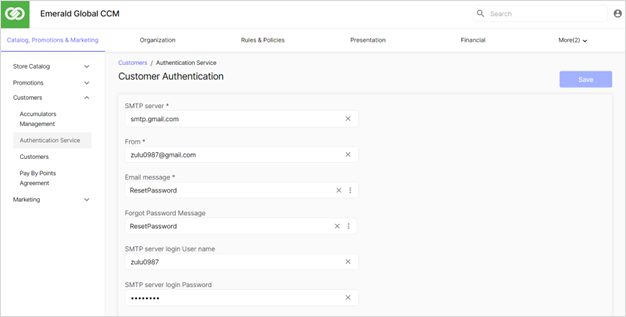 Emerald Global CCM
Search
Catalog, Promotions & Marketing
Organization
Rules & Policies
Presentation
Financial
More(2)
Store Catalog
Promotions
Customers
Accumulators
Management
Authentication Service
Customers
Pay By Points
Agreement
Marketing
Customers / Authentication Service
Customer Authentication
Save
SMTP server *
smtp.gmail.com
From *
zulu0987@gmail.com
Email message *
ResetPassword
Forgot Password Message
ResetPassword
SMTP server login User name
zulu0987
SMTP server login Password
••••••••